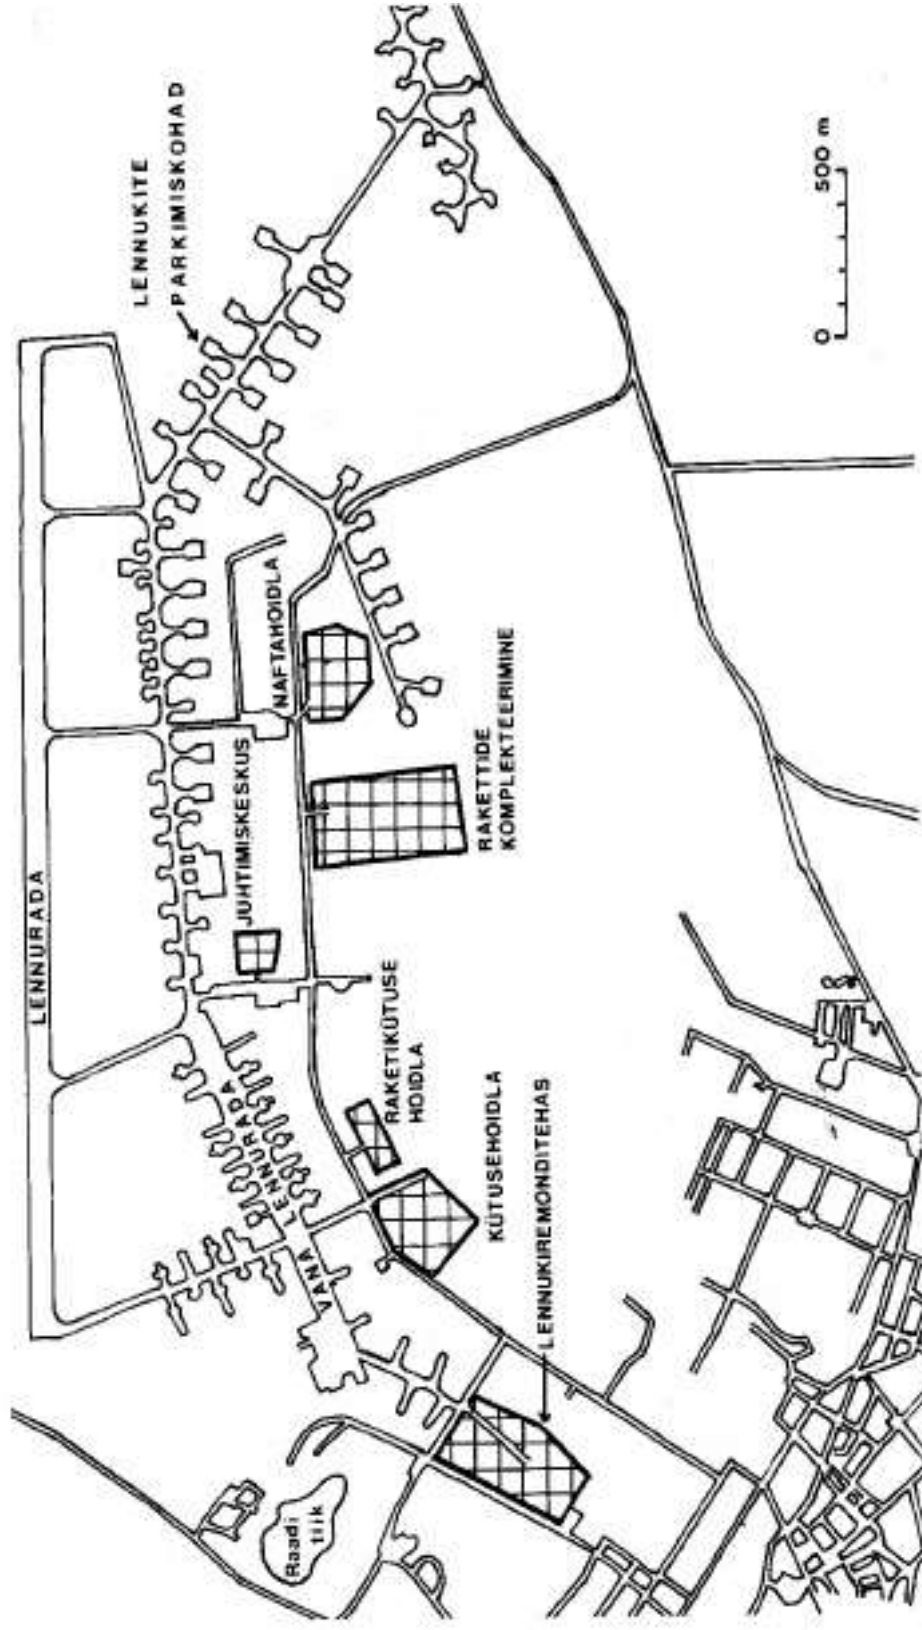 LENNUKITE
PARKIMISKOHAD
LENNURADA
NAFTAHOIDLA
JUHTIMISKESKUS
RAKETTIDE
KOMPLEKTEERIMINE
VANA LENNURADA
RAKETIKÜTUSE
HOIDLA
KÜTUSEHOIDLA
LENNUKIREMONDITEHAS
Raadi
tiik
0 500 m